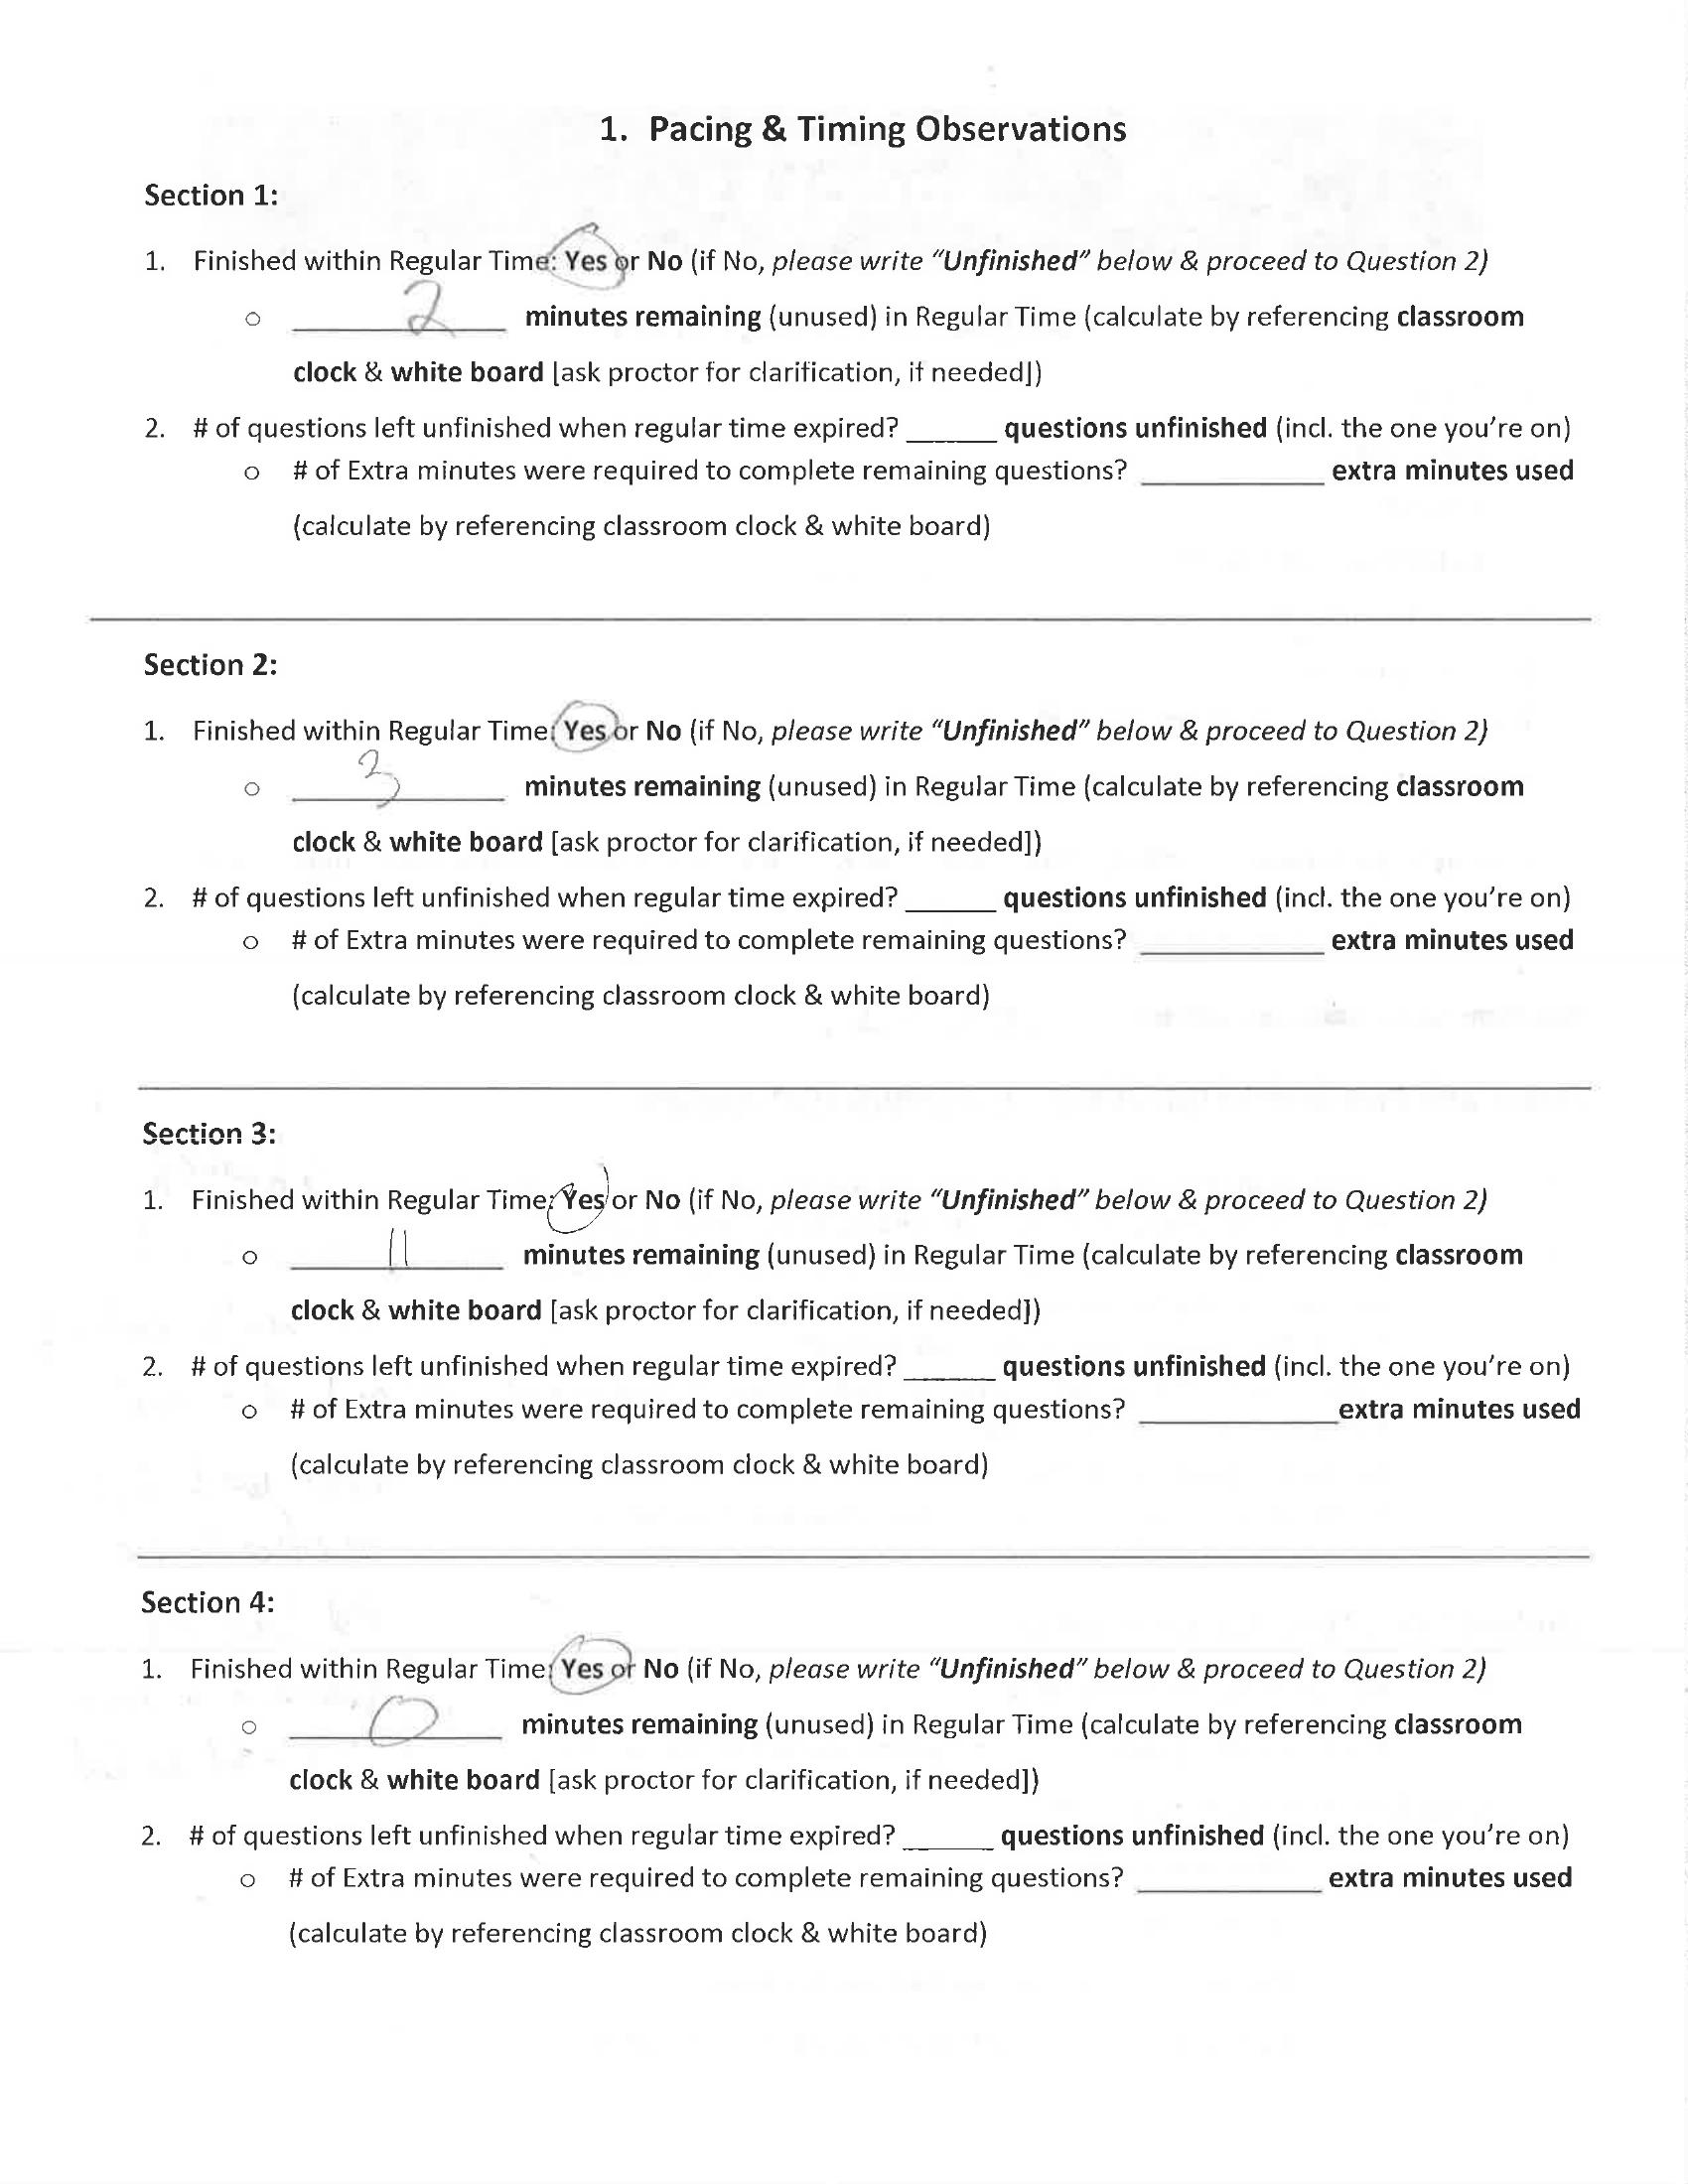 1. Pacing & Timing Observations
Section 1:
1. Finished within Regular Time: Yes or No (if No, please write "Unfinished" below & proceed to Question 2)
o 2 minutes remaining (unused) in Regular Time (calculate by referencing classroom
clock & white board [ask proctor for clarification, if needed])
2. # of questions left unfinished when regular time expired? ______ questions unfinished (incl. the one you're on)
o # of Extra minutes were required to complete remaining questions? ____________ extra minutes used
(calculate by referencing classroom clock & white board)
Section 2:
1. Finished within Regular Time: Yes or No (if No, please write "Unfinished" below & proceed to Question 2)
o 3 minutes remaining (unused) in Regular Time (calculate by referencing classroom
clock & white board [ask proctor for clarification, if needed])
2. # of questions left unfinished when regular time expired? ______ questions unfinished (incl. the one you're on)
o # of Extra minutes were required to complete remaining questions? ____________ extra minutes used
(calculate by referencing classroom clock & white board)
Section 3:
1. Finished within Regular Time: Yes or No (if No, please write "Unfinished" below & proceed to Question 2)
o 11 minutes remaining (unused) in Regular Time (calculate by referencing classroom
clock & white board [ask proctor for clarification, if needed])
2. # of questions left unfinished when regular time expired? ______ questions unfinished (incl. the one you're on)
o # of Extra minutes were required to complete remaining questions? _____________extra minutes used
(calculate by referencing classroom clock & white board)
Section 4:
1. Finished within Regular Time: Yes or No (if No, please write "Unfinished" below & proceed to Question 2)
o 0 minutes remaining (unused) in Regular Time (calculate by referencing classroom
clock & white board [ask proctor for clarification, if needed])
2. # of questions left unfinished when regular time expired? ______ questions unfinished (incl. the one you're on)
o # of Extra minutes were required to complete remaining questions? ____________ extra minutes used
(calculate by referencing classroom clock & white board)